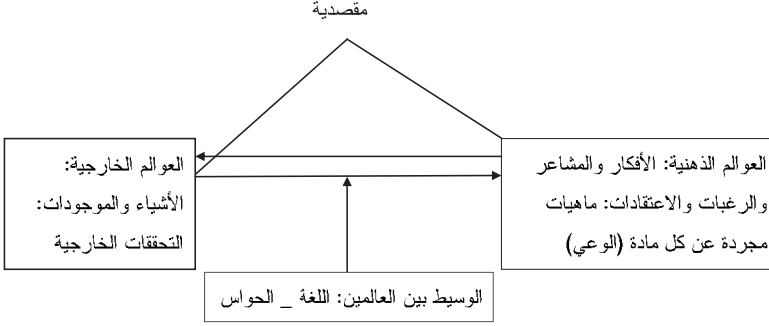 مقصدية
العوالم الذهنية: الأفكار والمشاعر
والرغبات والاعتقادات: ماهيات
مجردة عن كل مادة (الوعي)
العوالم الخارجية:
الأشياء والموجودات:
التحققات الخارجية
الوسيط بين العالمين: اللغة _ الحواس